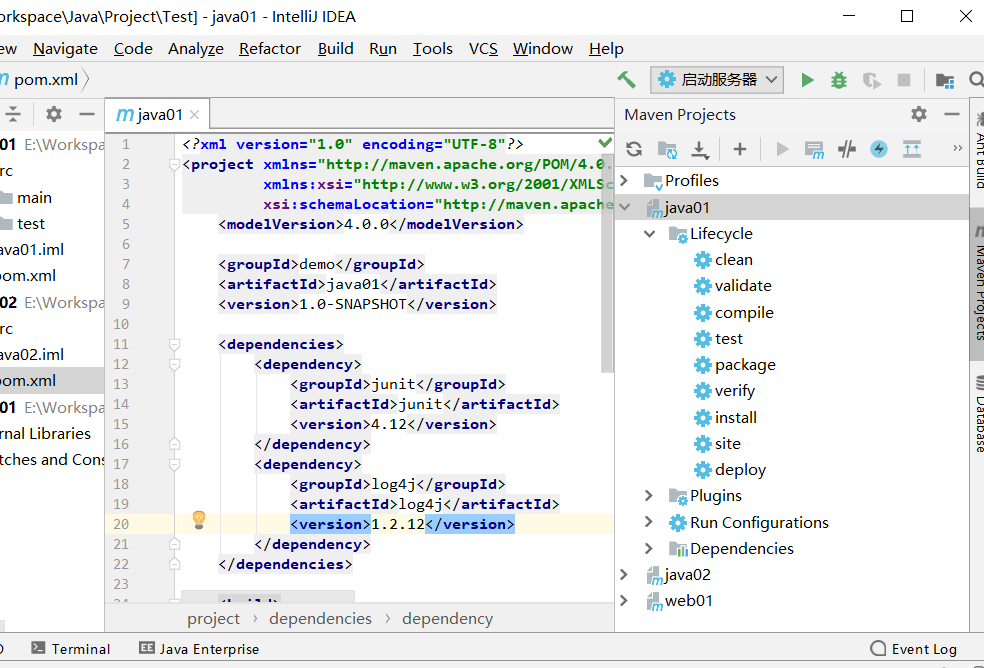 orkspace\Java\Project\Test] - java01 - IntelliJ IDEA
ew Navigate Code Analyze Refactor Build Run Tools VCS Window Help
m pom.xml 启动服务器
m java01
Maven Projects
01 E:\Workspa
rc
main
test
ava01.iml
pom.xml
02 E:\Workspa
rc
ava02.iml
pom.xml
01 E:\Workspa
rnal Libraries
tches and Cons
1 <?xml version="1.0" encoding="UTF-8"?>
2 <project xmlns="http://maven.apache.org/POM/4.0.
3 xmlns:xsi="http://www.w3.org/2001/XMLSc
4 xsi:schemaLocation="http://maven.apache
5 <modelVersion>4.0.0</modelVersion>
6
7 <groupId>demo</groupId>
8 <artifactId>java01</artifactId>
9 <version>1.0-SNAPSHOT</version>
10
11 <dependencies>
12 <dependency>
13 <groupId>junit</groupId>
14 <artifactId>junit</artifactId>
15 <version>4.12</version>
16 </dependency>
17 <dependency>
18 <groupId>log4j</groupId>
19 <artifactId>log4j</artifactId>
20 <version>1.2.12</version>
21 </dependency>
22 </dependencies>
23
24 <build>
project › dependencies › dependency
Profiles
java01
Lifecycle
clean
validate
compile
test
package
verify
install
site
deploy
Plugins
Run Configurations
Dependencies
java02
web01
Ant Build
Maven Projects
Database
Terminal Java Enterprise Event Log